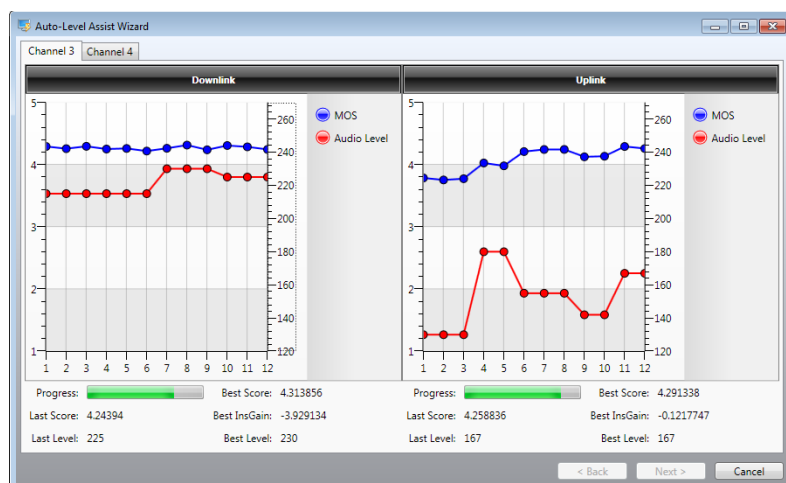 Auto-Level Assist Wizard
Channel 3 Channel 4
Downlink Uplink
5 260 MOS 5 260 MOS
240 Audio Level 240 Audio Level
4 4
220 220
3 200 3 200
180 180
2 160 2 160
140 140
1 120 1 120
1 2 3 4 5 6 7 8 9 10 11 12 1 2 3 4 5 6 7 8 9 10 11 12
Progress: Best Score: 4.313856 Progress: Best Score: 4.291338
Last Score: 4.24394 Best InsGain: -3.929134 Last Score: 4.258836 Best InsGain: -0.1217747
Last Level: 225 Best Level: 230 Last Level: 167 Best Level: 167
< Back Next > Cancel